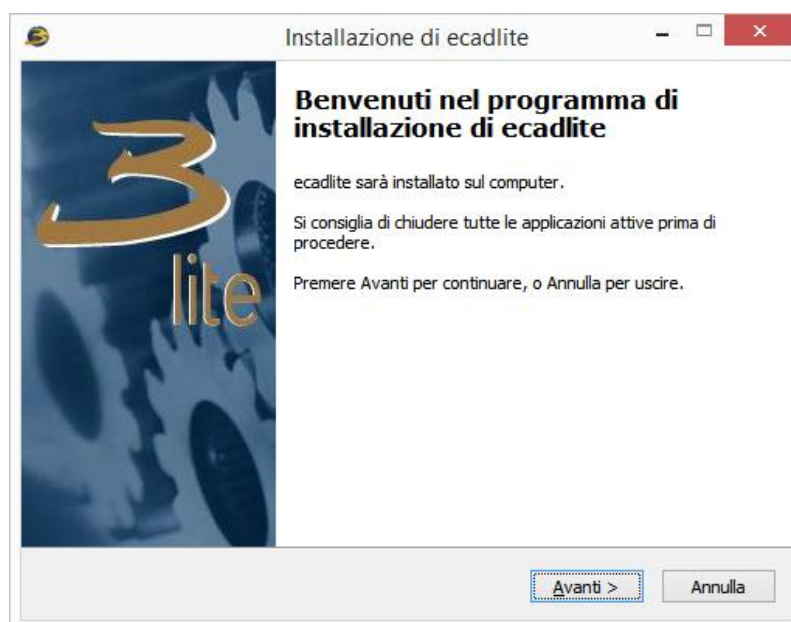 Installazione di ecadlite
Benvenuti nel programma di
installazione di ecadlite
ecadlite sarà installato sul computer.
Si consiglia di chiudere tutte le applicazioni attive prima di
procedere.
Premere Avanti per continuare, o Annulla per uscire.
3
lite
Avanti >
Annulla